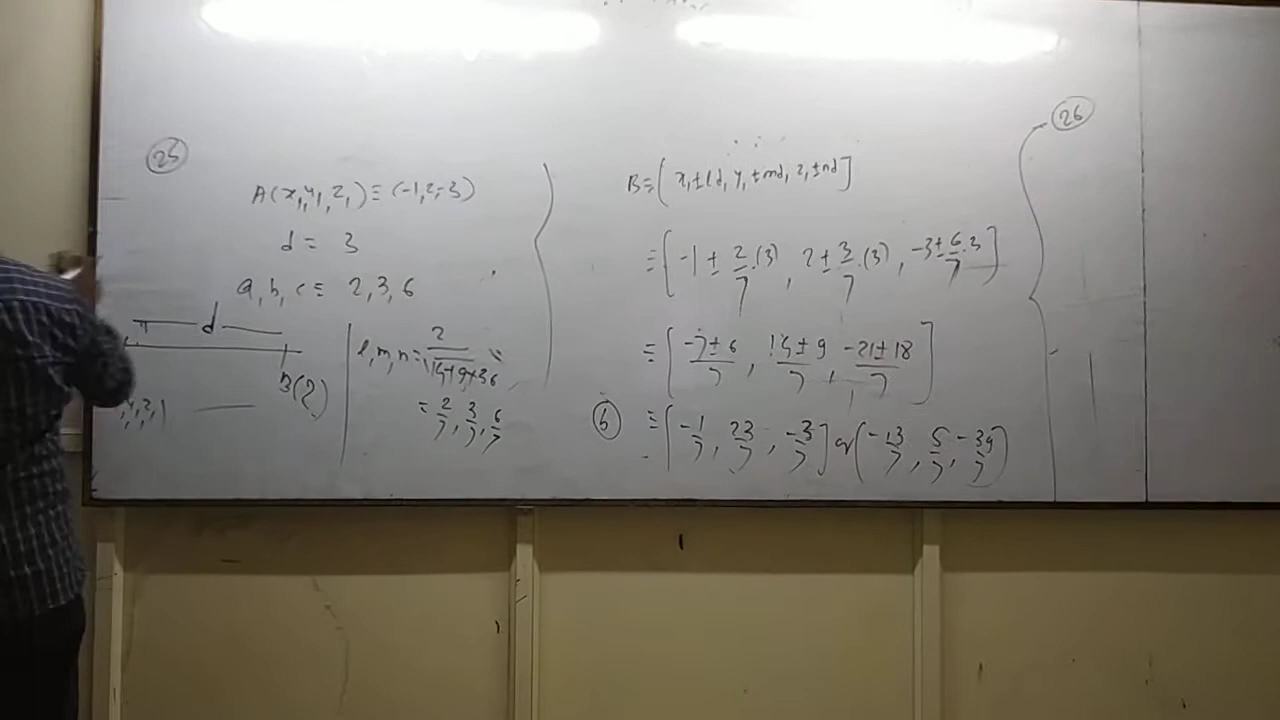 25
A(x₁,y₁,z₁) ≡ (-1,2,-3)
d = 3
a, b, c ≡ 2,3,6
d
B(?)
l,m,n = 2/√(4+9+36)
= 2/7, 3/7, 6/7
B ≡ [x₁±ld, y₁±md, z₁±nd]
≡ [-1 ± 2/7·(3), 2 ± 3/7·(3), -3 ± 6/7·3]
≡ [(-7±6)/7, (14±9)/7, (-21±18)/7]
(b) ≡ [-1/7, 23/7, -3/7] or (-13/7, 5/7, -39/7)
26